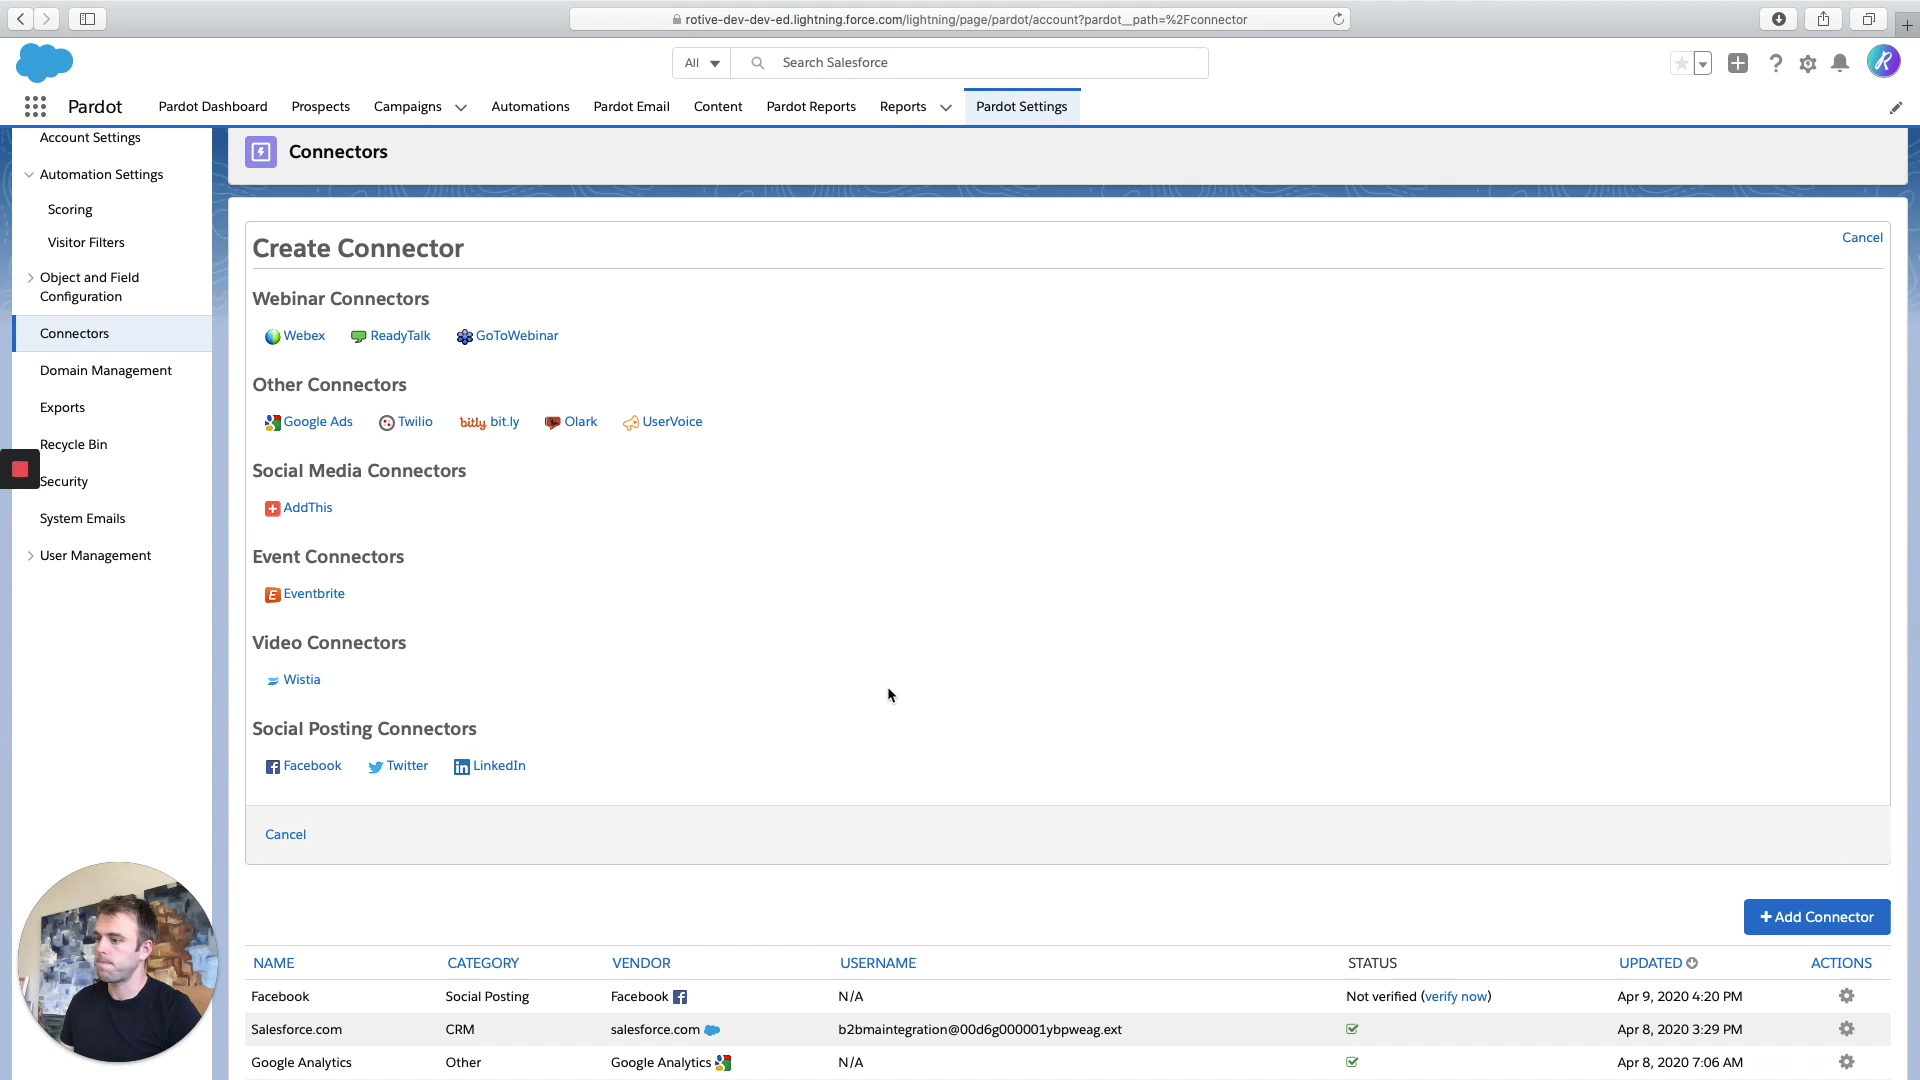 rotive-dev-dev-ed.lightning.force.com/lightning/page/pardot/account?pardot__path=%2Fconnector
All
Search Salesforce
Pardot
Pardot Dashboard
Prospects
Campaigns
Automations
Pardot Email
Content
Pardot Reports
Reports
Pardot Settings
Account Settings
Automation Settings
Scoring
Visitor Filters
Object and Field
Configuration
Connectors
Domain Management
Exports
Recycle Bin
Security
System Emails
User Management
Connectors
Create Connector
Cancel
Webinar Connectors
Webex ReadyTalk GoToWebinar
Other Connectors
Google Ads Twilio bitly bit.ly Olark UserVoice
Social Media Connectors
AddThis
Event Connectors
Eventbrite
Video Connectors
Wistia
Social Posting Connectors
Facebook Twitter LinkedIn
Cancel
+ Add Connector
NAME CATEGORY VENDOR USERNAME STATUS UPDATED ACTIONS
Facebook Social Posting Facebook N/A Not verified (verify now) Apr 9, 2020 4:20 PM
Salesforce.com CRM salesforce.com b2bmaintegration@00d6g000001ybpweag.ext Apr 8, 2020 3:29 PM
Google Analytics Other Google Analytics N/A Apr 8, 2020 7:06 AM